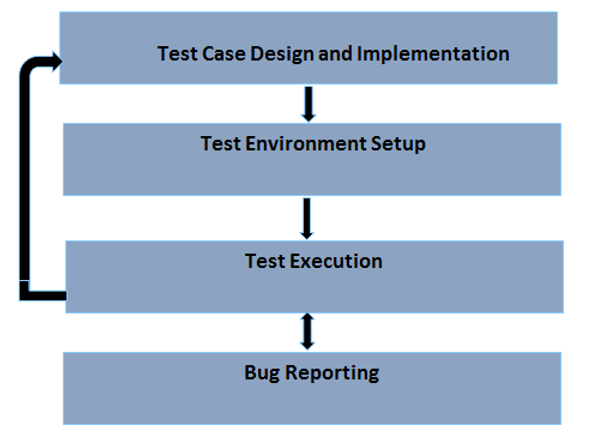 Test Case Design and Implementation
Test Environment Setup
Test Execution
Bug Reporting